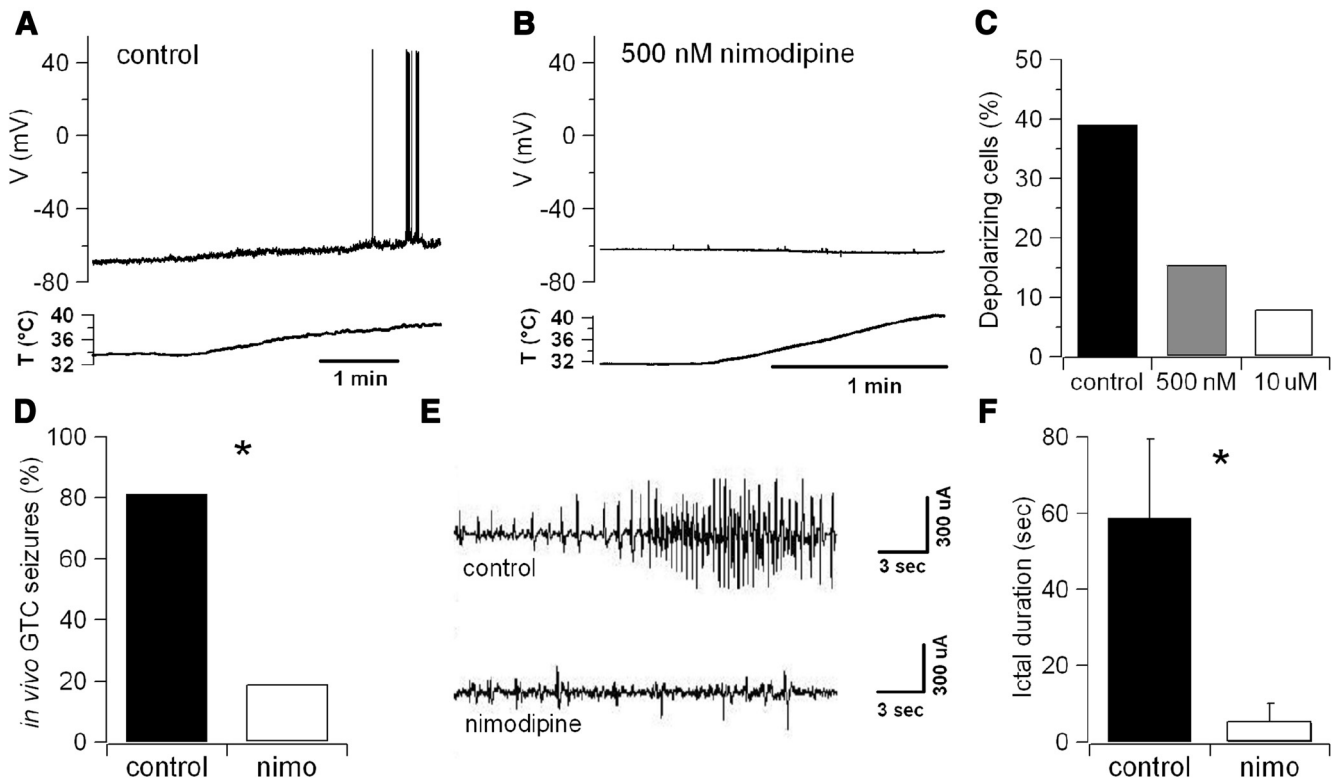 A
control
V (mV)
40
0
-40
-80
T (°C)
40
36
32
1 min
B
500 nM nimodipine
V (mV)
40
0
-40
-80
T (°C)
40
36
32
1 min
C
Depolarizing cells (%)
50
40
30
20
10
0
control
500 nM
10 uM
D
in vivo GTC seizures (%)
100
80
60
40
20
0
*
control
nimo
E
control
300 uA
3 sec
nimodipine
300 uA
3 sec
F
Ictal duration (sec)
80
60
40
20
0
*
control
nimo